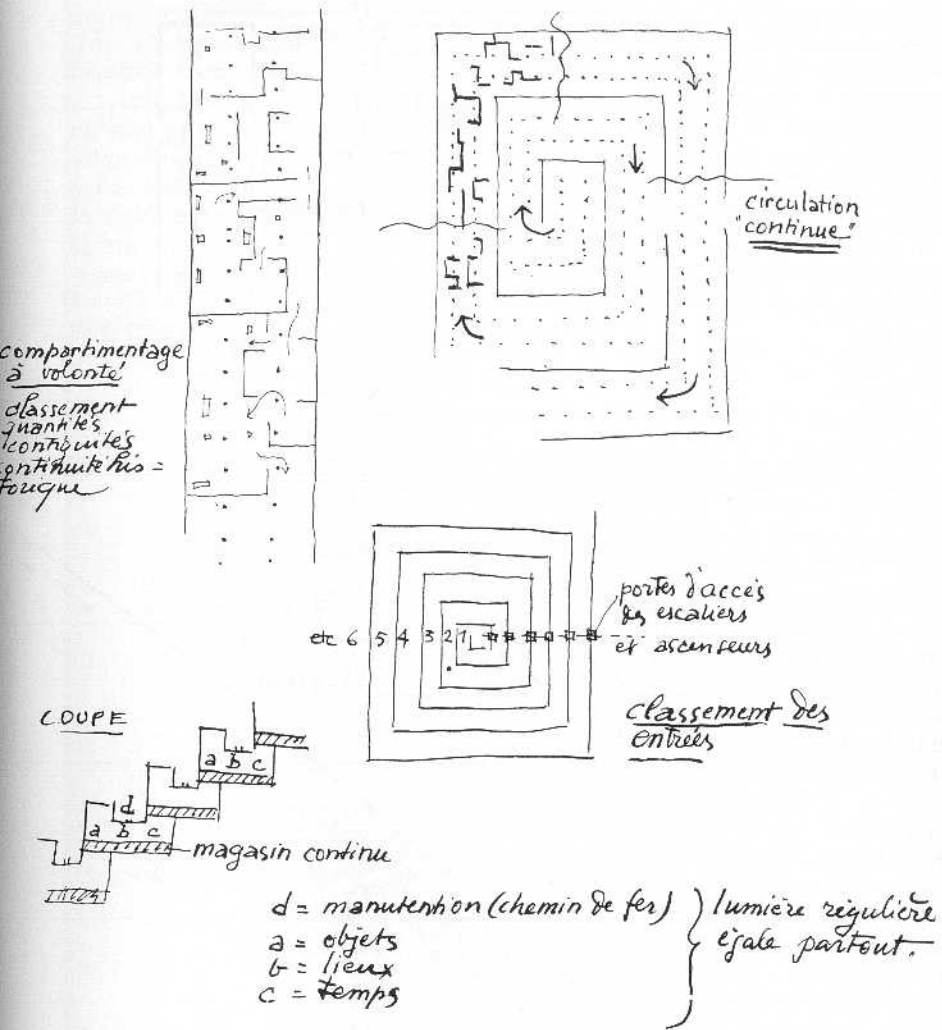 circulation
"continue"
compartimentage
à volonté
classement
quantités
contiguités
continuité his=
torique
etc 6 5 4 3 2 1
portes d'accès
des escaliers
et ascenseurs
classement des
entrées
COUPE
a b c
d
a b c
magasin continu
d = manutention (chemin de fer)
a = objets
b = lieux
c = temps
lumière régulière
égale partout.